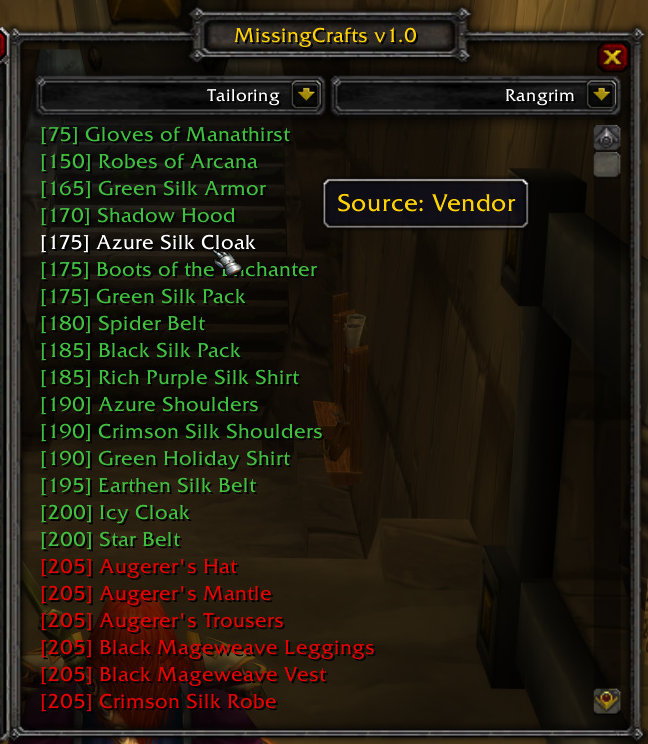 MissingCrafts v1.0
Tailoring
Rangrim
[75] Gloves of Manathirst
[150] Robes of Arcana
[165] Green Silk Armor
[170] Shadow Hood
Source: Vendor
[175] Azure Silk Cloak
[175] Boots of the Enchanter
[175] Green Silk Pack
[180] Spider Belt
[185] Black Silk Pack
[185] Rich Purple Silk Shirt
[190] Azure Shoulders
[190] Crimson Silk Shoulders
[190] Green Holiday Shirt
[195] Earthen Silk Belt
[200] Icy Cloak
[200] Star Belt
[205] Augerer's Hat
[205] Augerer's Mantle
[205] Augerer's Trousers
[205] Black Mageweave Leggings
[205] Black Mageweave Vest
[205] Crimson Silk Robe